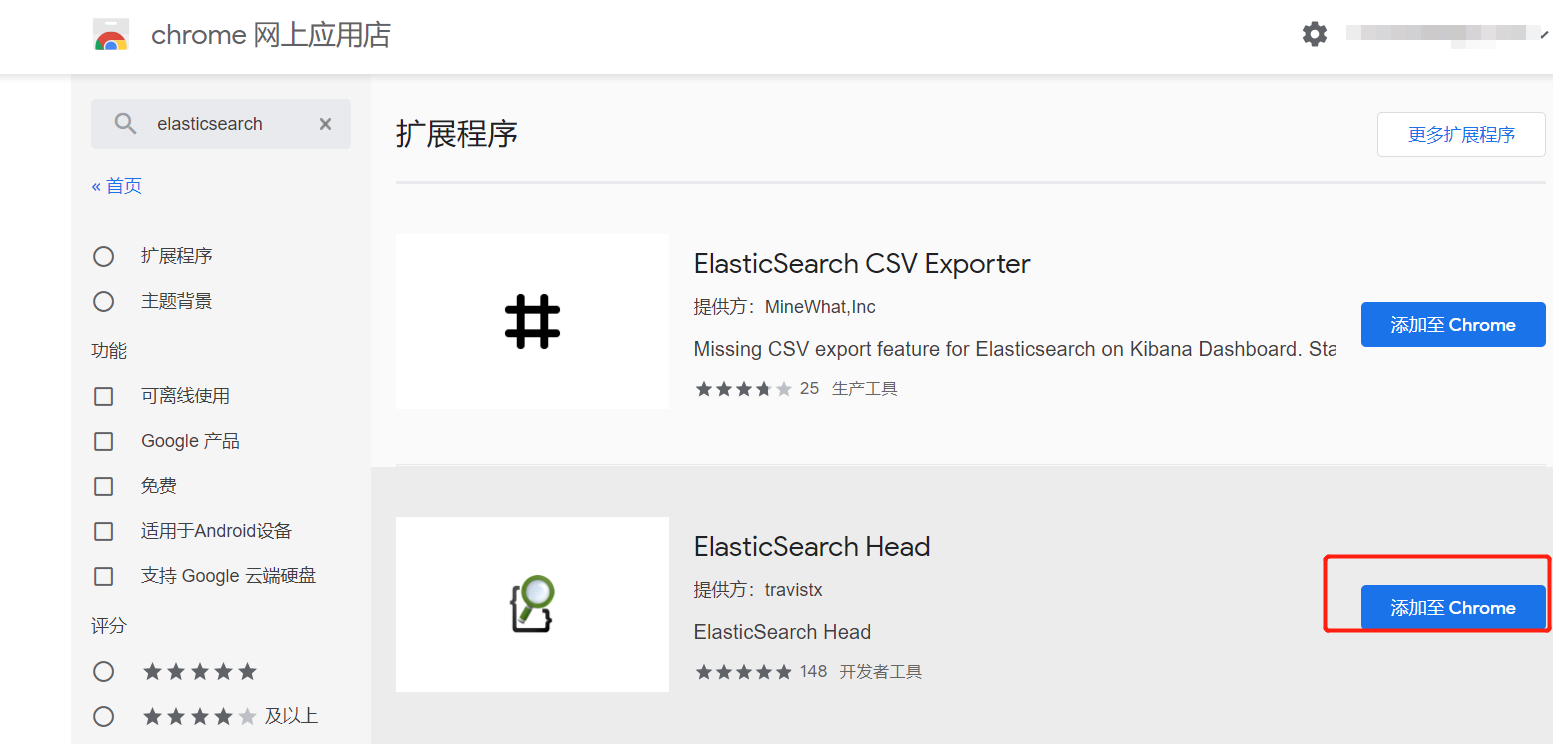 chrome 网上应用店
elasticsearch
« 首页
扩展程序
主题背景
功能
可离线使用
Google 产品
免费
适用于Android设备
支持 Google 云端硬盘
评分
及以上
扩展程序
更多扩展程序
ElasticSearch CSV Exporter
提供方：MineWhat,Inc
Missing CSV export feature for Elasticsearch on Kibana Dashboard. Sta
25 生产工具
添加至 Chrome
ElasticSearch Head
提供方：travistx
ElasticSearch Head
148 开发者工具
添加至 Chrome